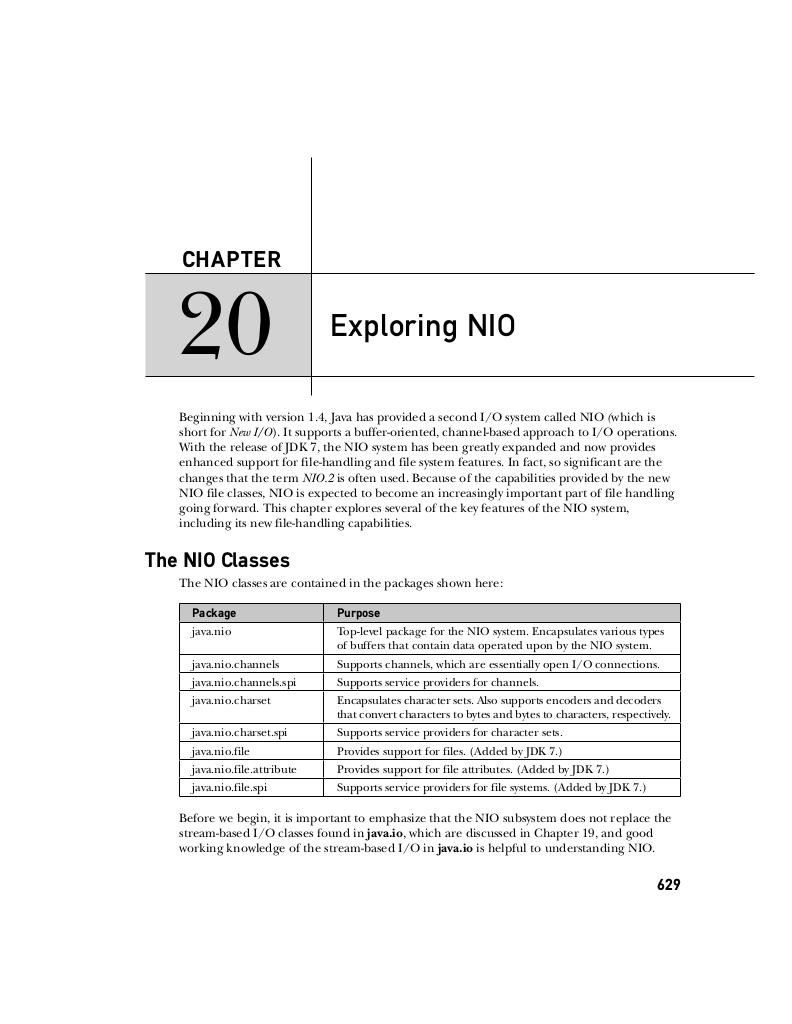 CHAPTER
20
Exploring NIO
Beginning with version 1.4, Java has provided a second I/O system called NIO (which is
short for New I/O). It supports a buffer-oriented, channel-based approach to I/O operations.
With the release of JDK 7, the NIO system has been greatly expanded and now provides
enhanced support for file-handling and file system features. In fact, so significant are the
changes that the term NIO.2 is often used. Because of the capabilities provided by the new
NIO file classes, NIO is expected to become an increasingly important part of file handling
going forward. This chapter explores several of the key features of the NIO system,
including its new file-handling capabilities.
The NIO Classes
The NIO classes are contained in the packages shown here:
Package Purpose
java.nio Top-level package for the NIO system. Encapsulates various types
of buffers that contain data operated upon by the NIO system.
java.nio.channels Supports channels, which are essentially open I/O connections.
java.nio.channels.spi Supports service providers for channels.
java.nio.charset Encapsulates character sets. Also supports encoders and decoders
that convert characters to bytes and bytes to characters, respectively.
java.nio.charset.spi Supports service providers for character sets.
java.nio.file Provides support for files. (Added by JDK 7.)
java.nio.file.attribute Provides support for file attributes. (Added by JDK 7.)
java.nio.file.spi Supports service providers for file systems. (Added by JDK 7.)
Before we begin, it is important to emphasize that the NIO subsystem does not replace the
stream-based I/O classes found in java.io, which are discussed in Chapter 19, and good
working knowledge of the stream-based I/O in java.io is helpful to understanding NIO.
629